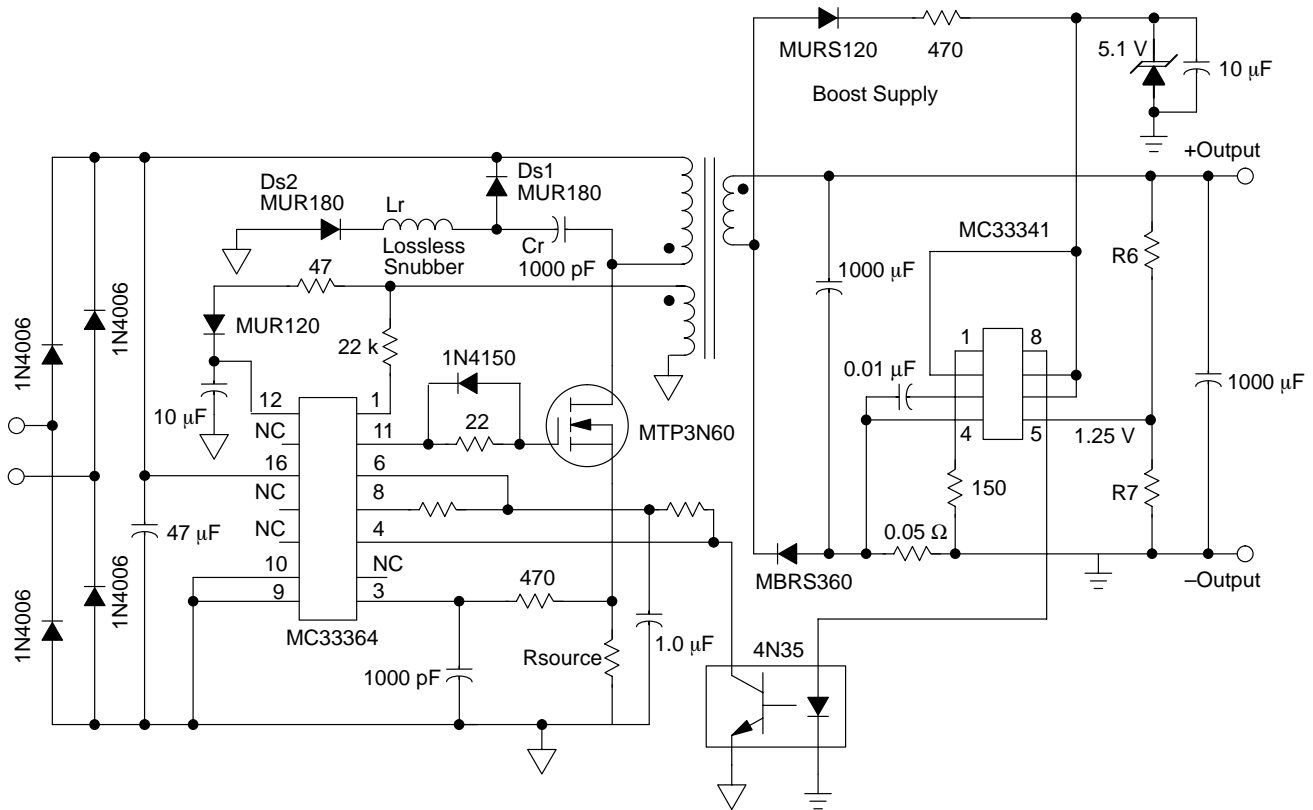 MURS120
470
5.1 V
10 µF
Boost Supply
+Output
Ds2
MUR180
Lr
Lossless
Snubber
Ds1
MUR180
Cr
1000 pF
MC33341
R6
1000 µF
47
MUR120
22 k
1N4150
10 µF
22
MTP3N60
1N4006
1N4006
0.01 µF
1
8
4
5
1.25 V
1000 µF
150
R7
0.05 Ω
MBRS360
–Output
12
1
NC
11
16
6
NC
8
NC
4
10
NC
9
3
47 µF
470
1N4006
1N4006
MC33364
1000 pF
Rsource
1.0 µF
4N35